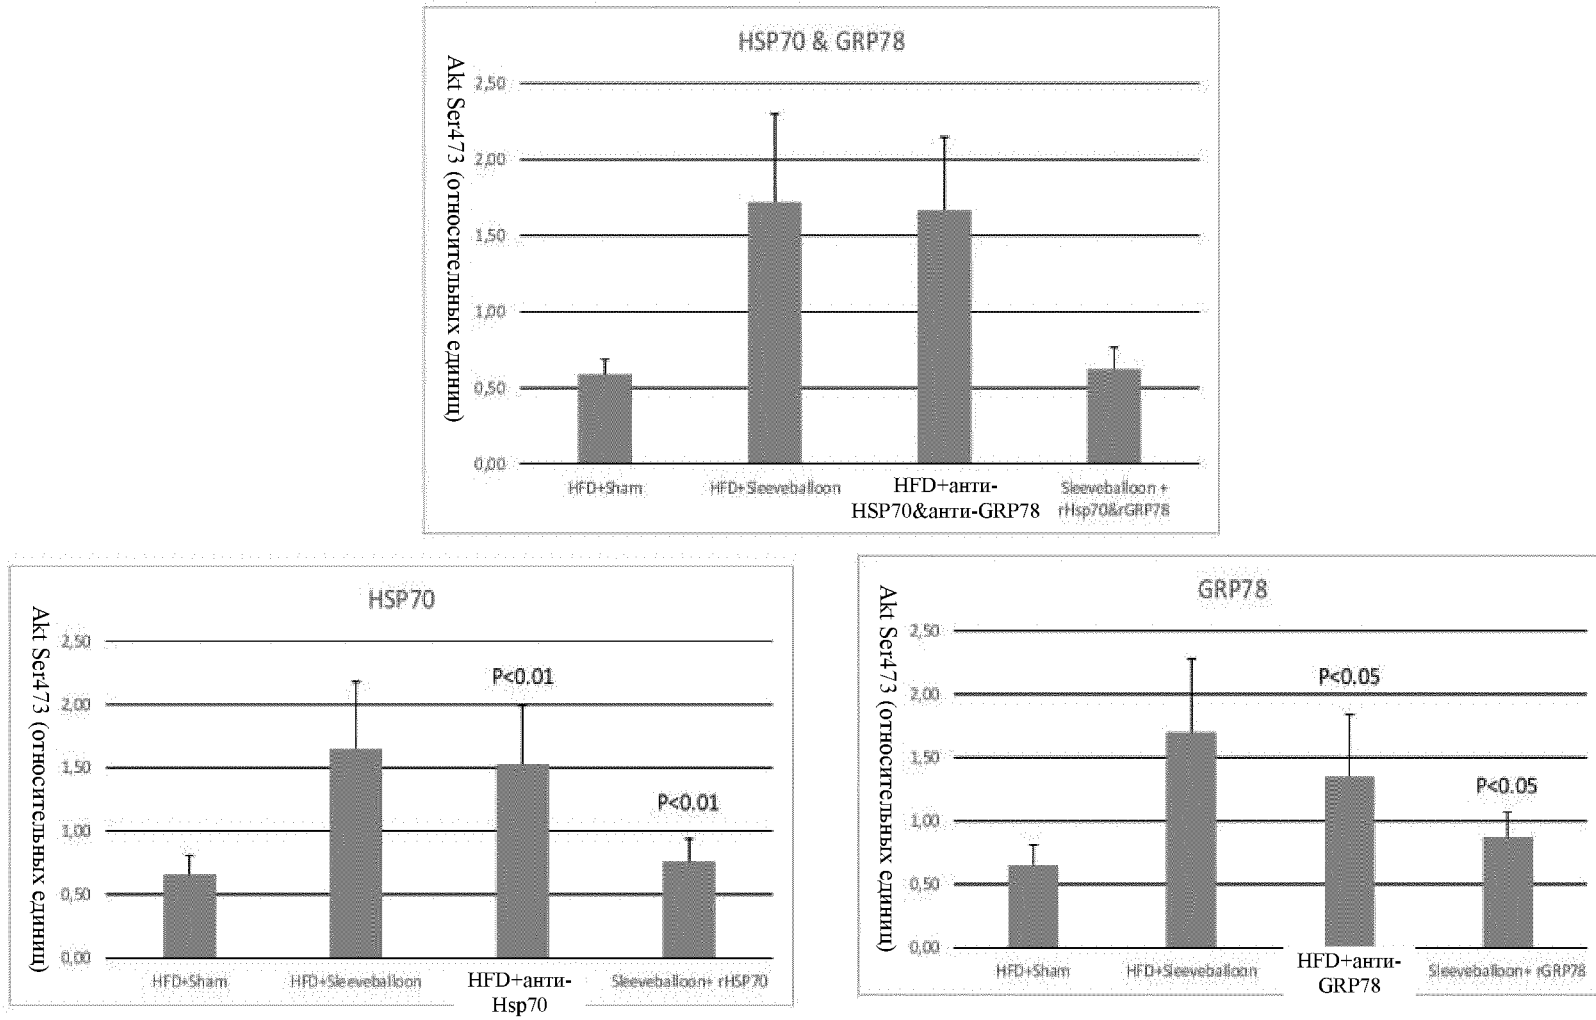 HSP70 & GRP78
Akt Ser473 (относительных единиц)
2,50
2,00
1,50
1,00
0,50
0,00
HFD+Sham
HFD+Sleeveballoon
HFD+анти-
HSP70&анти-GRP78
Sleeveballoon +
rHsp70&rGRP78
HSP70
Akt Ser473 (относительных единиц)
2,50
2,00
1,50
1,00
0,50
0,00
P<0.01
P<0.01
HFD+Sham
HFD+Sleeveballoon
HFD+анти-
Hsp70
Sleeveballoon+ rHSP70
GRP78
Akt Ser473 (относительных единиц)
2,50
2,00
1,50
1,00
0,50
0,00
P<0.05
P<0.05
HFD+Sham
HFD+Sleeveballoon
HFD+анти-
GRP78
Sleeveballoon+ rGRP78